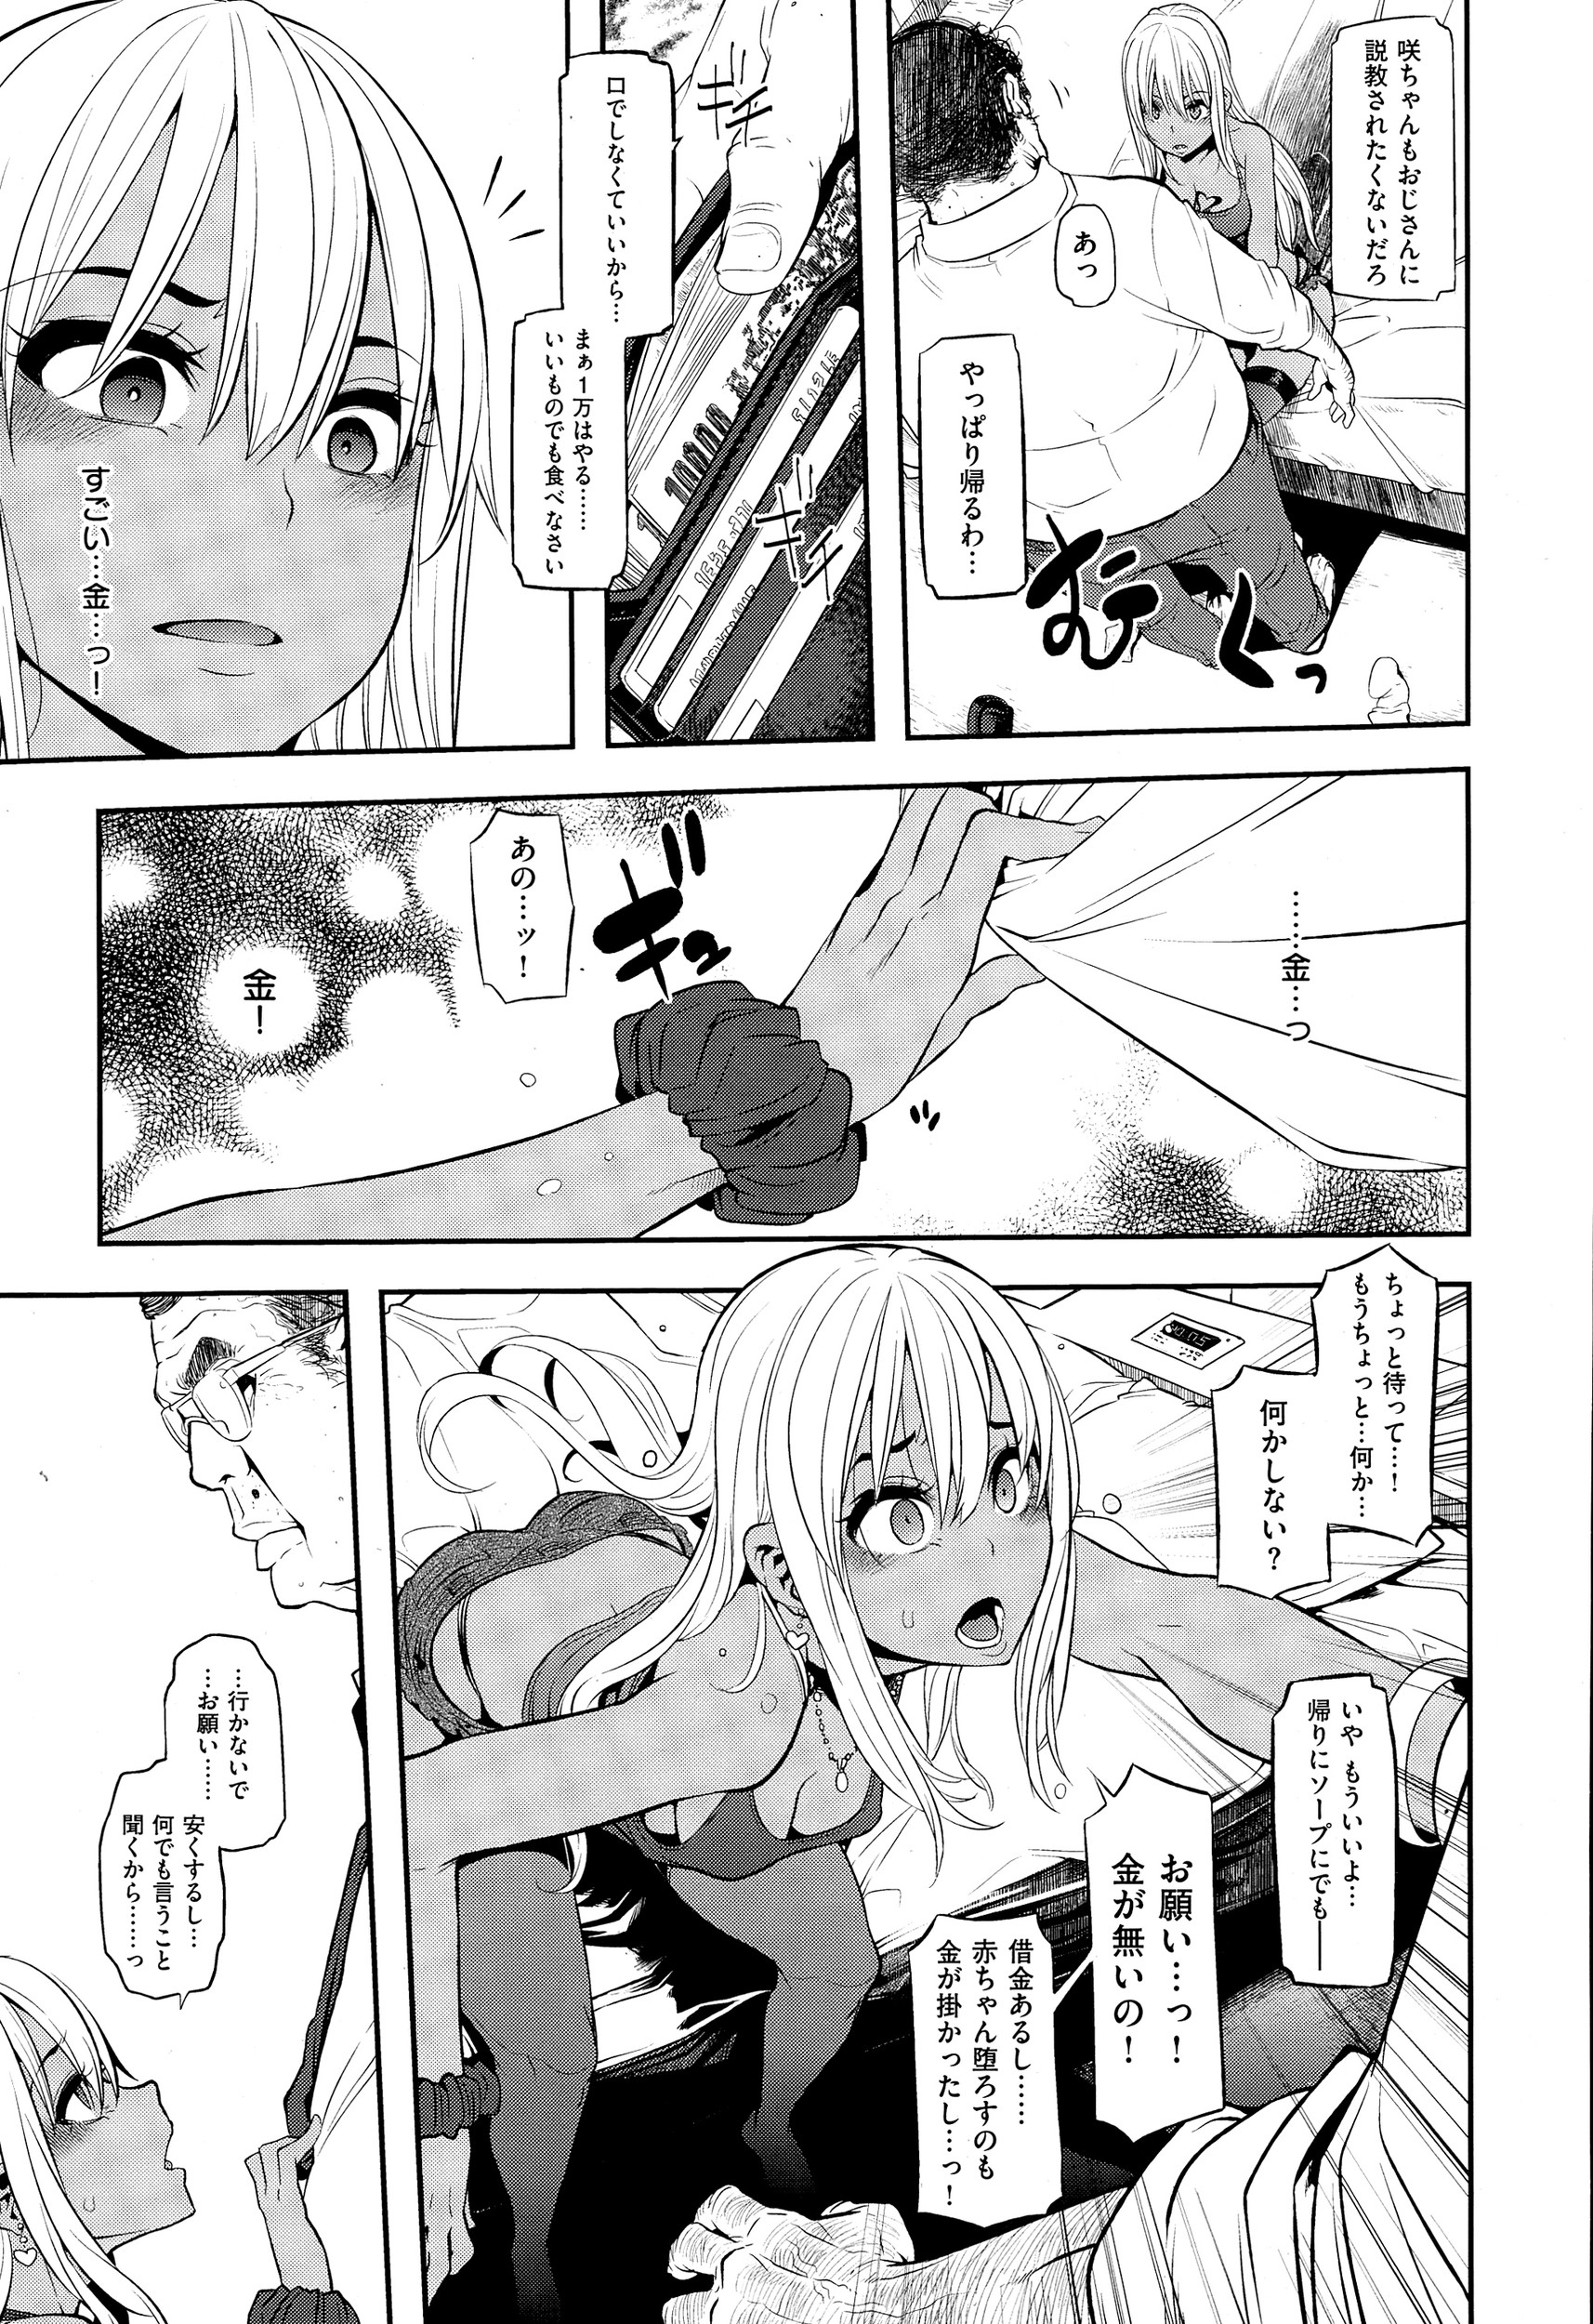 咲ちゃんもおじさんに
説教されたくないだろ
あっ
やっぱり帰るわ…
むくっ
口でしなくていいから…
まぁ1万はやる……
いいものでも食べなさい
ギチ
ギチ
1000
すごい…金…っ！
………金…っ
ギュ
あの…ッ！
金！
ちょっと待って…！
もうちょっと…何か…
何かしない？
いや もういいよ…
帰りにソープにでも──
お願い…っ！
金が無いの！
借金あるし……
赤ちゃん堕ろすのも
金が掛かったし…っ！
…行かないで
…お願い……
安くするし…
何でも言うこと
聞くから……っ